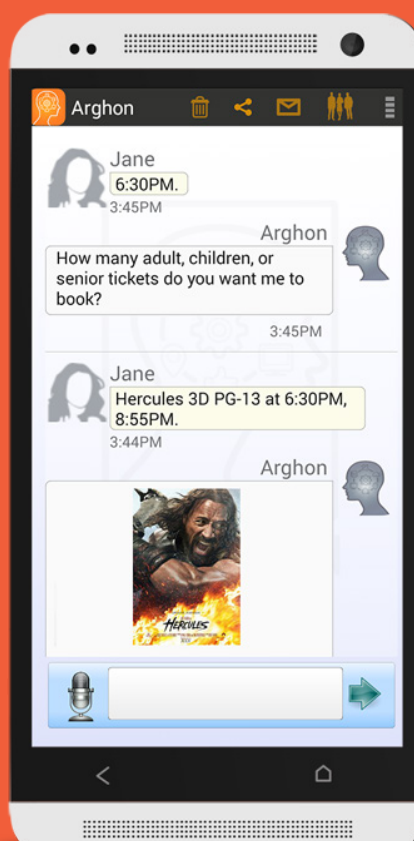 Arghon
Jane
6:30PM.
3:45PM
Arghon
How many adult, children, or
senior tickets do you want me to
book?
3:45PM
Jane
Hercules 3D PG-13 at 6:30PM,
8:55PM.
3:44PM
Arghon
HERCULES